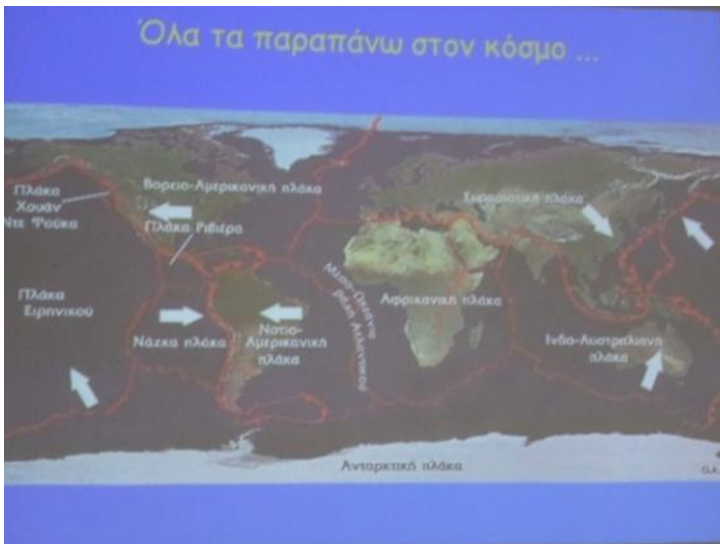 Όλα τα παραπάνω στον κόσμο ...
Πλάκα
Χουάν
Ντε Φούκα
Βορειο-Αμερικανική πλάκα
Πλάκα Ριβιέρα
Ευρασιατική πλάκα
Πλάκα
Ειρηνικού
Νάζκα πλάκα
Νοτιο-
Αμερικανική
πλάκα
Μεσο-Ωκεάνια
ράχη Ατλαντικού
Αφρικανική πλάκα
Ινδο-Αυστραλιανή
πλάκα
Ανταρκτική πλάκα